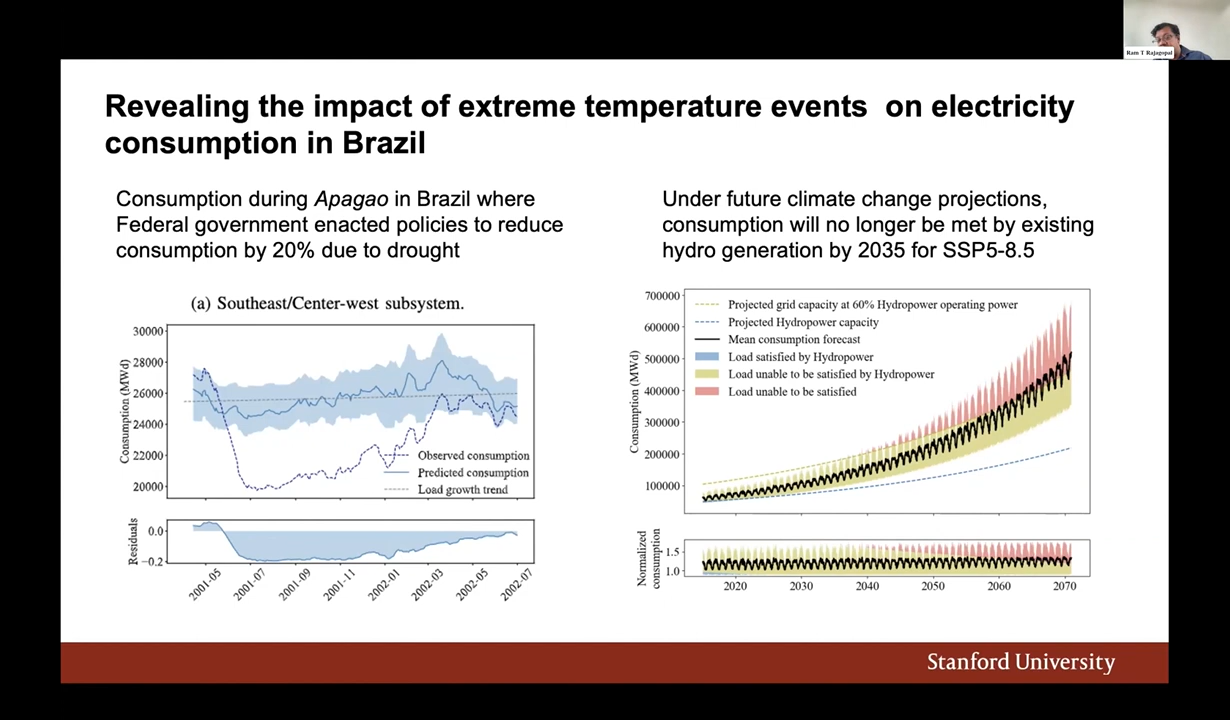 Ram T Rajagopal
Revealing the impact of extreme temperature events on electricity
consumption in Brazil
Consumption during Apagao in Brazil where
Federal government enacted policies to reduce
consumption by 20% due to drought
Under future climate change projections,
consumption will no longer be met by existing
hydro generation by 2035 for SSP5-8.5
(a) Southeast/Center-west subsystem.
Consumption (MWd)
30000
28000
26000
24000
22000
20000
Observed consumption
Predicted consumption
Load growth trend
Residuals
0.0
−0.2
2001-05
2001-07
2001-09
2001-11
2002-01
2002-03
2002-05
2002-07
Consumption (MWd)
700000
600000
500000
400000
300000
200000
100000
Projected grid capacity at 60% Hydropower operating power
Projected Hydropower capacity
Mean consumption forecast
Load satisfied by Hydropower
Load unable to be satisfied by Hydropower
Load unable to be satisfied
Normalized
consumption
1.5
1.0
2020
2030
2040
2050
2060
2070
Stanford University